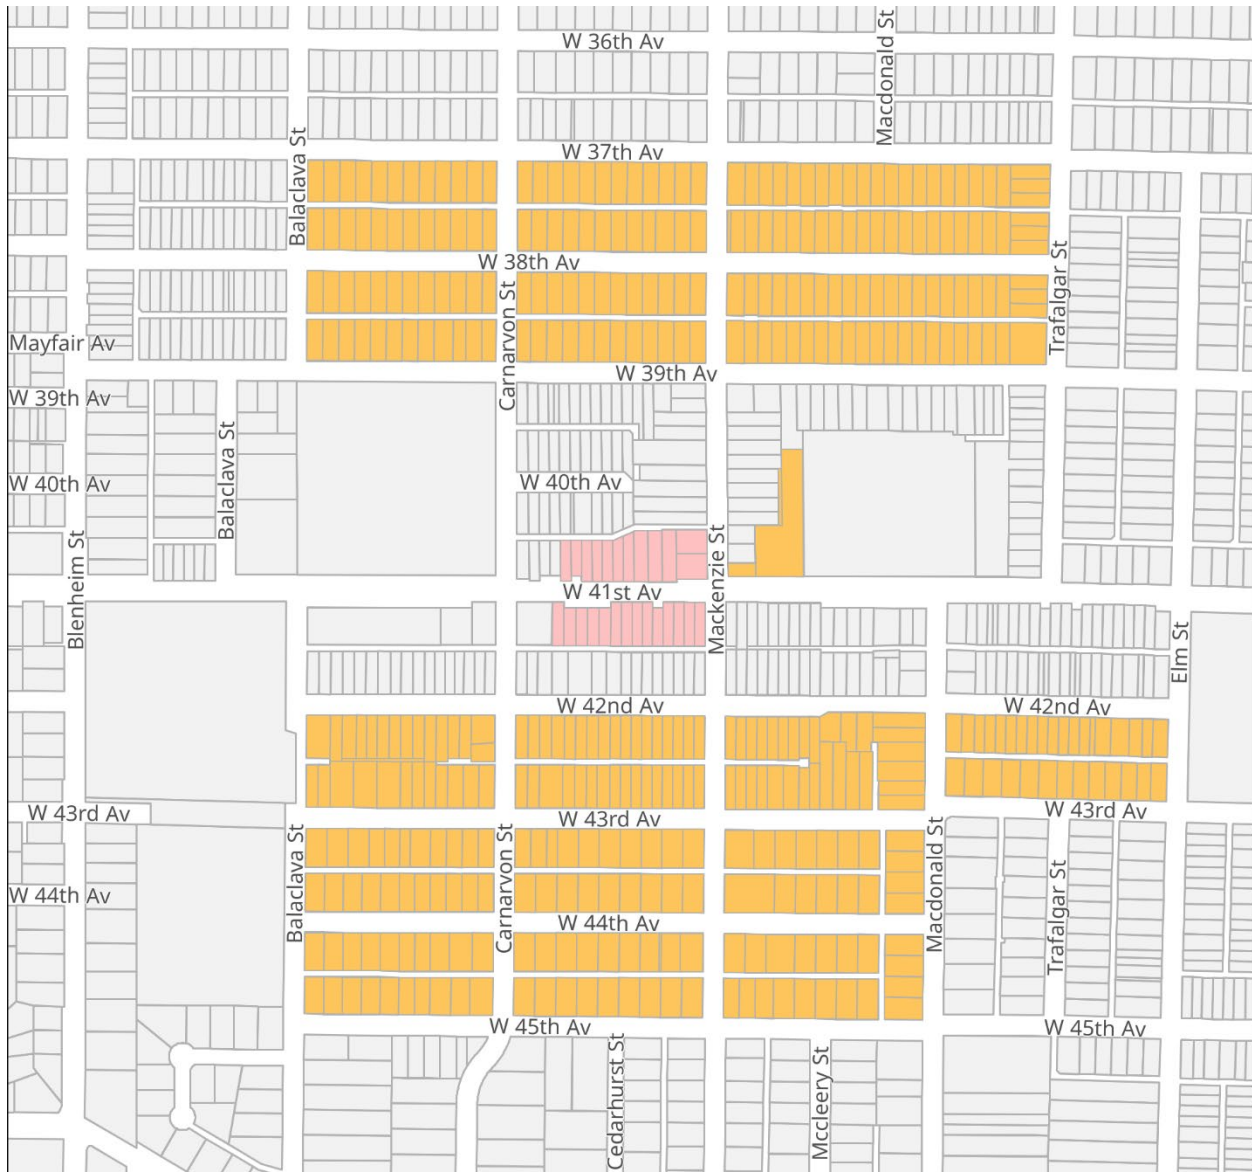 W 36th Av
Macdonald St
W 37th Av
Balaclava St
W 38th Av
Carnarvon St
Trafalgar St
Mayfair Av
W 39th Av
W 39th Av
Balaclava St
W 40th Av
W 40th Av
Blenheim St
Mackenzie St
W 41st Av
Elm St
W 42nd Av
W 42nd Av
W 43rd Av
W 43rd Av
W 43rd Av
Balaclava St
Carnarvon St
Macdonald St
Trafalgar St
W 44th Av
W 44th Av
W 45th Av
W 45th Av
Cedarhurst St
Mccleery St